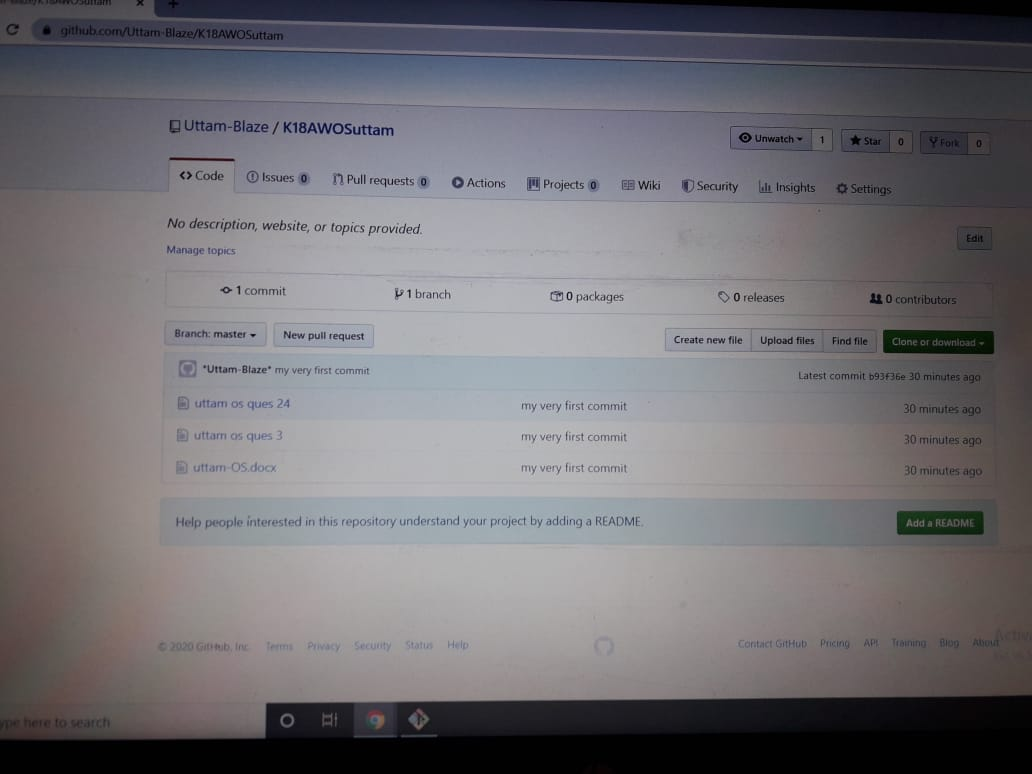 github.com/Uttam-Blaze/K18AWOSuttam
Uttam-Blaze / K18AWOSuttam
Unwatch 1 Star 0 Fork 0
Code Issues 0 Pull requests 0 Actions Projects 0 Wiki Security Insights Settings
No description, website, or topics provided.
Edit
Manage topics
1 commit 1 branch 0 packages 0 releases 0 contributors
Branch: master New pull request Create new file Upload files Find file Clone or download
*Uttam-Blaze* my very first commit Latest commit b93f36e 30 minutes ago
uttam os ques 24 my very first commit 30 minutes ago
uttam os ques 3 my very first commit 30 minutes ago
uttam-OS.docx my very first commit 30 minutes ago
Help people interested in this repository understand your project by adding a README. Add a README
© 2020 GitHub, Inc. Terms Privacy Security Status Help Contact GitHub Pricing API Training Blog About
to search